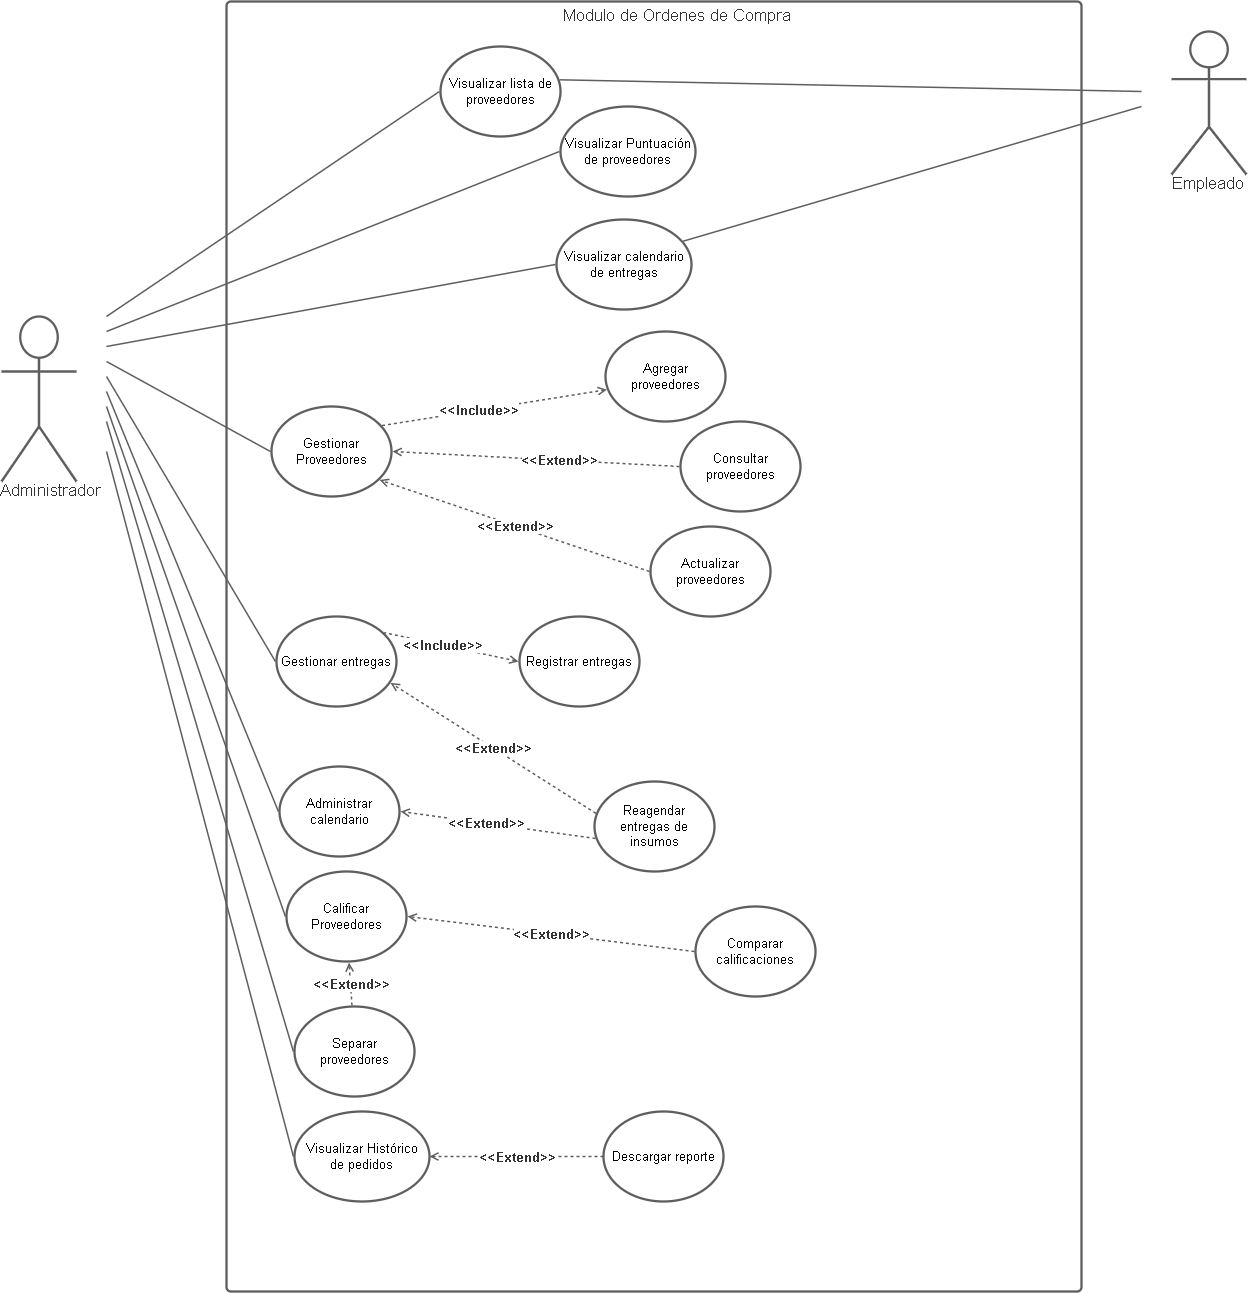 Modulo de Ordenes de Compra
Visualizar lista de
proveedores
Visualizar Puntuación
de proveedores
Empleado
Visualizar calendario
de entregas
Agregar
proveedores
<<Include>>
Gestionar
Proveedores
<<Extend>>
Consultar
proveedores
Administrador
<<Extend>>
Actualizar
proveedores
Gestionar entregas
<<Include>>
Registrar entregas
<<Extend>>
Administrar
calendario
<<Extend>>
Reagendar
entregas de
insumos
Calificar
Proveedores
<<Extend>>
Comparar
calificaciones
<<Extend>>
Separar
proveedores
Visualizar Histórico
de pedidos
<<Extend>>
Descargar reporte